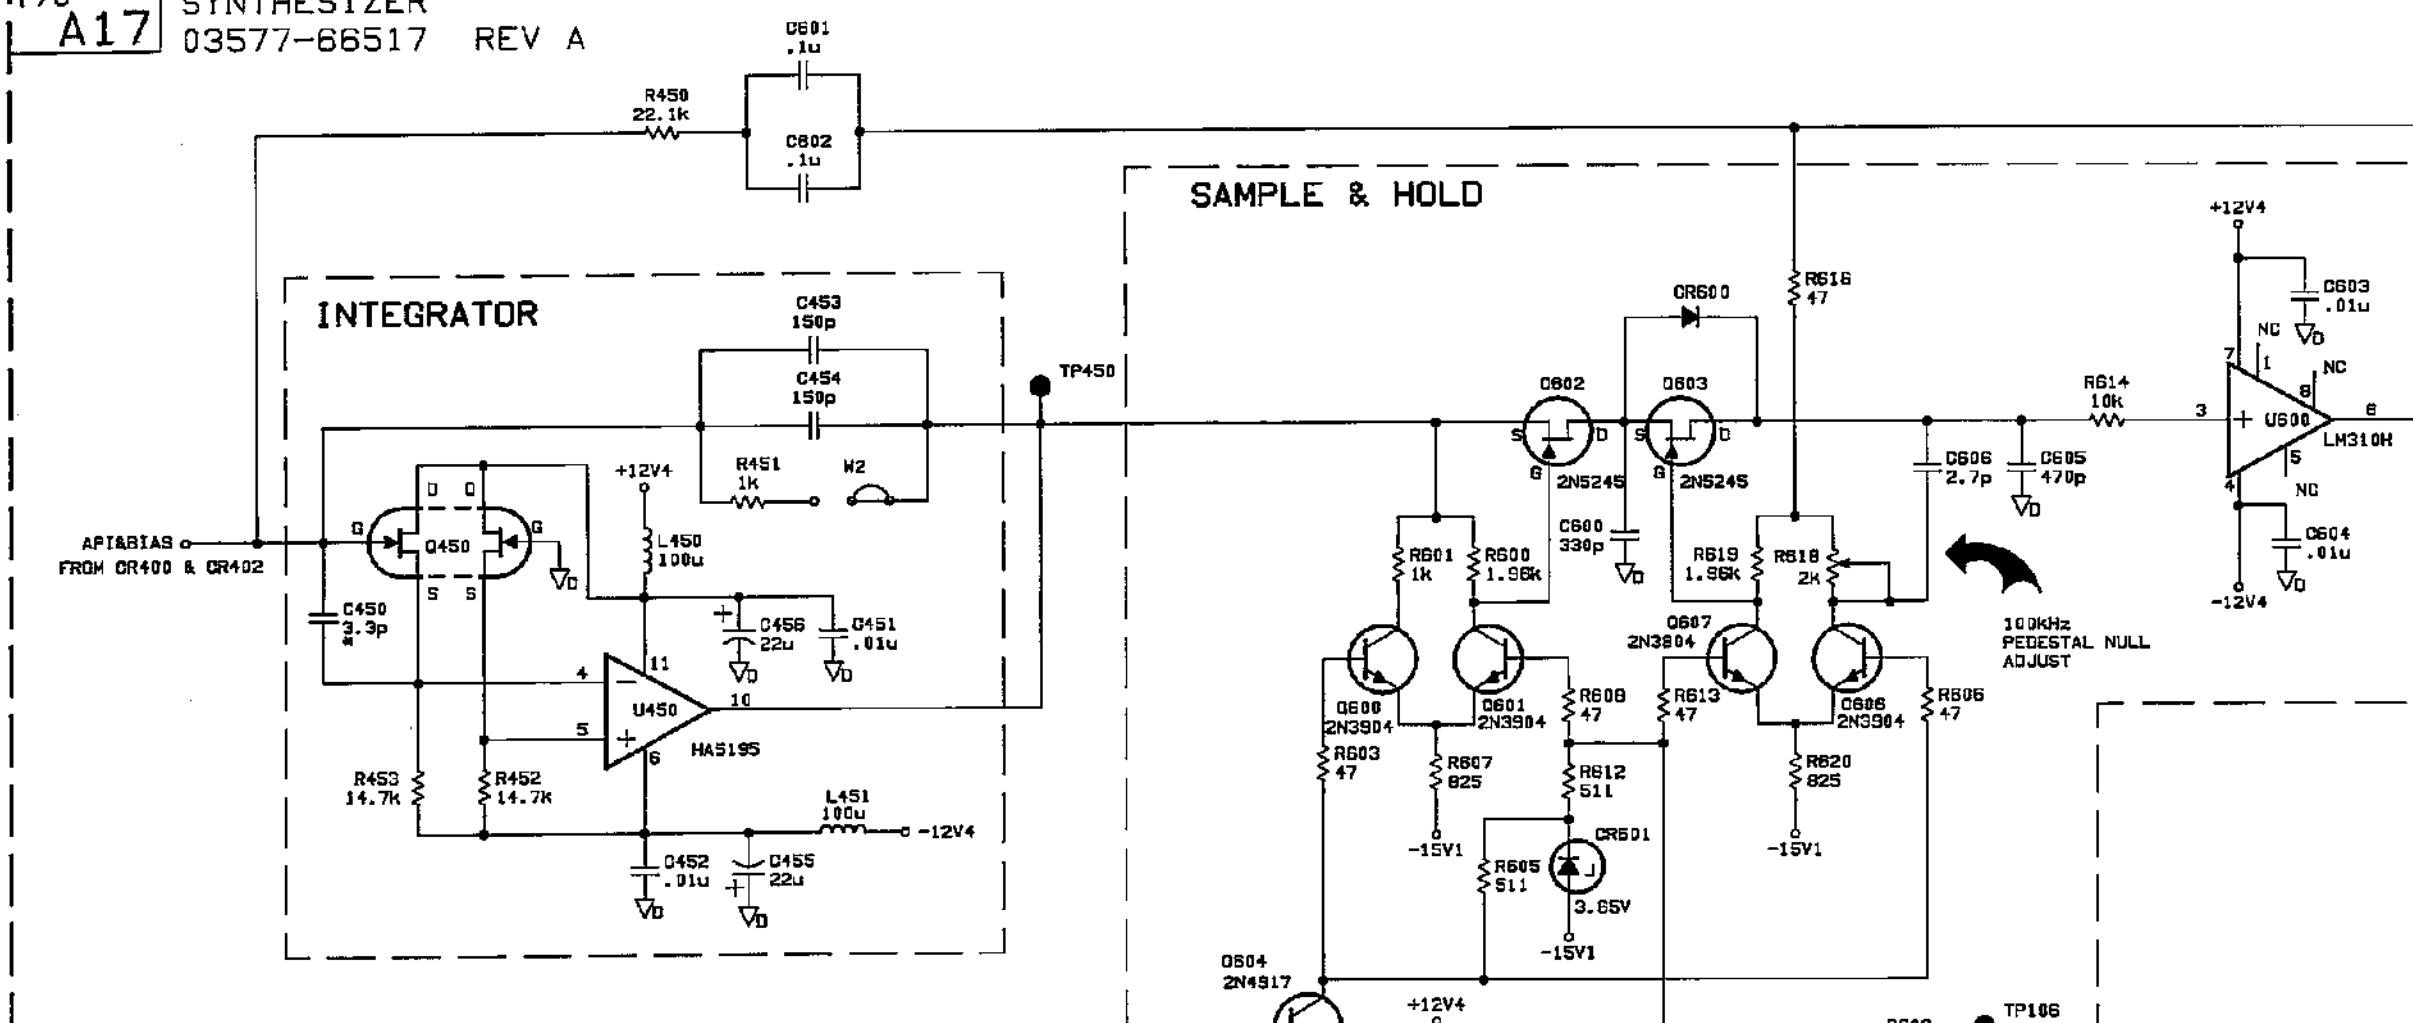 A17
SYNTHESIZER
03577-66517 REV A
C601
.1u
R450
22.1k
C602
.1u
SAMPLE & HOLD
+12V4
C603
.01u
D
NC
1
7
NC
8
R616
47
CR600
INTEGRATOR
C453
150p
C454
150p
TP450
R451
1k
W2
+12V4
L450
100u
Q602
S
D
G
2N5245
Q603
S
D
G
2N5245
C600
330p
D
C606
2.7p
C605
470p
D
R614
10k
3
+
U600
6
LM310H
5
4
NC
C604
.01u
D
-12V4
API&BIAS
FROM CR400 & CR402
D
D
G
G
Q450
S
S
D
C450
3.3p
*
C456
22u
+
D
C451
.01u
D
R601
1k
R600
1.96k
R619
1.96k
R618
2k
100kHz
PEDESTAL NULL
ADJUST
4
-
11
U450
10
5
+
6
HA5195
Q600
2N3904
Q601
2N3904
R608
47
R613
47
Q607
2N3904
Q606
2N3904
R606
47
R453
14.7k
R452
14.7k
R603
47
R607
825
-15V1
R612
511
R620
825
-15V1
L451
100u
-12V4
C452
.01u
D
C455
22u
+
D
R605
511
CR601
3.65V
-15V1
Q604
2N4917
+12V4
TP106